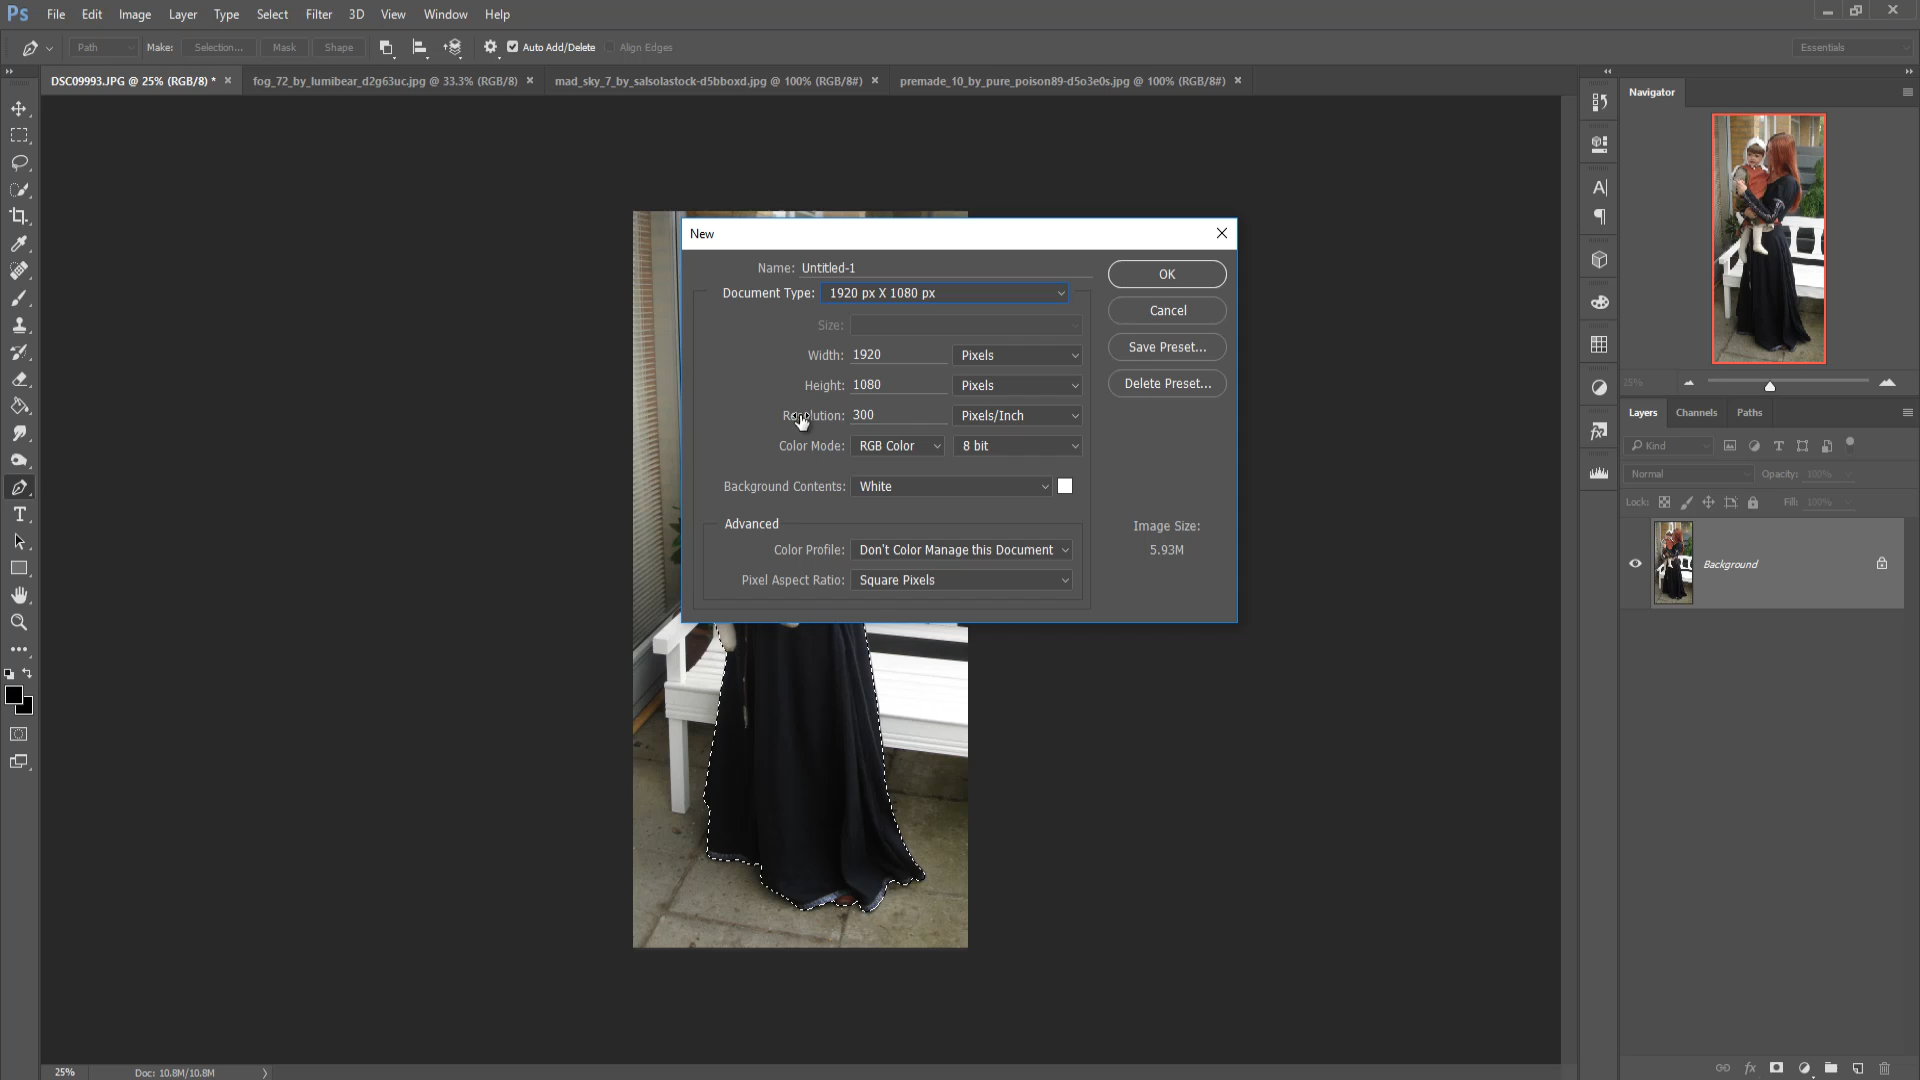 Ps File Edit Image Layer Type Select Filter 3D View Window Help
Path Make: Selection... Mask Shape Auto Add/Delete Align Edges Essentials
DSC09993.JPG @ 25% (RGB/8) * × fog_72_by_lumibear_d2g63uc.jpg @ 33.3% (RGB/8) × mad_sky_7_by_salsolastock-d5bboxd.jpg @ 100% (RGB/8#) × premade_10_by_pure_poison89-d5o3e0s.jpg @ 100% (RGB/8#) ×
Navigator
New
Name: Untitled-1
OK
Document Type: 1920 px X 1080 px
Cancel
Size:
Width: 1920 Pixels
Save Preset...
Height: 1080 Pixels
Delete Preset...
Resolution: 300 Pixels/Inch
Color Mode: RGB Color 8 bit
Background Contents: White
Advanced
Image Size:
Color Profile: Don't Color Manage this Document
5.93M
Pixel Aspect Ratio: Square Pixels
25%
Layers Channels Paths
Kind
Normal Opacity: 100%
Lock: Fill: 100%
Background
25% Doc: 10.8M/10.8M
fx